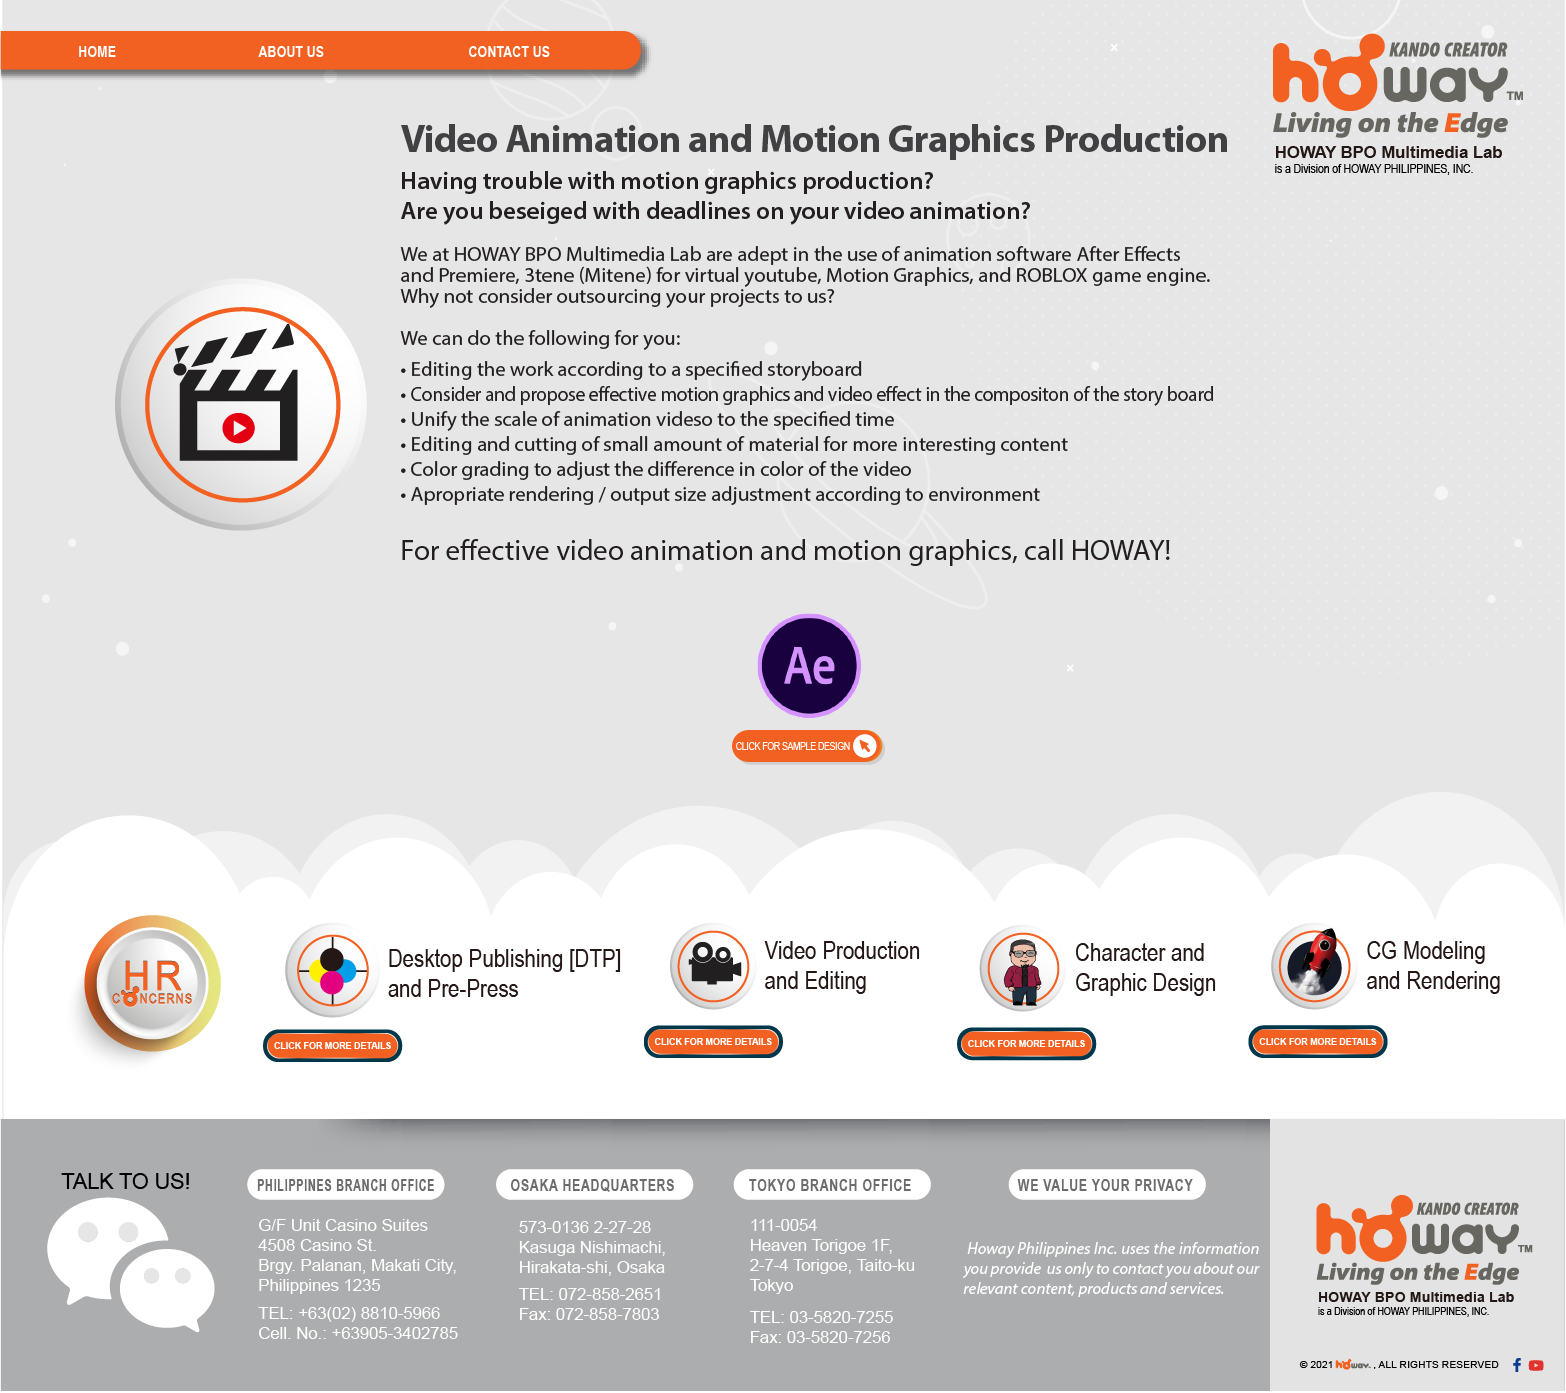 HOME
ABOUT US
CONTACT US
KANDO CREATOR
howay™
Living on the Edge
HOWAY BPO Multimedia Lab
is a Division of HOWAY PHILIPPINES, INC.
Video Animation and Motion Graphics Production
Having trouble with motion graphics production?
Are you beseiged with deadlines on your video animation?
We at HOWAY BPO Multimedia Lab are adept in the use of animation software After Effects
and Premiere, 3tene (Mitene) for virtual youtube, Motion Graphics, and ROBLOX game engine.
Why not consider outsourcing your projects to us?
We can do the following for you:
• Editing the work according to a specified storyboard
• Consider and propose effective motion graphics and video effect in the compositon of the story board
• Unify the scale of animation videso to the specified time
• Editing and cutting of small amount of material for more interesting content
• Color grading to adjust the difference in color of the video
• Apropriate rendering / output size adjustment according to environment
For effective video animation and motion graphics, call HOWAY!
Ae
CLICK FOR SAMPLE DESIGN
HR
CONCERNS
Desktop Publishing [DTP]
and Pre-Press
CLICK FOR MORE DETAILS
Video Production
and Editing
CLICK FOR MORE DETAILS
Character and
Graphic Design
CLICK FOR MORE DETAILS
CG Modeling
and Rendering
CLICK FOR MORE DETAILS
TALK TO US!
PHILIPPINES BRANCH OFFICE
G/F Unit Casino Suites
4508 Casino St.
Brgy. Palanan, Makati City,
Philippines 1235
TEL: +63(02) 8810-5966
Cell. No.: +63905-3402785
OSAKA HEADQUARTERS
573-0136 2-27-28
Kasuga Nishimachi,
Hirakata-shi, Osaka
TEL: 072-858-2651
Fax: 072-858-7803
TOKYO BRANCH OFFICE
111-0054
Heaven Torigoe 1F,
2-7-4 Torigoe, Taito-ku
Tokyo
TEL: 03-5820-7255
Fax: 03-5820-7256
WE VALUE YOUR PRIVACY
Howay Philippines Inc. uses the information
you provide us only to contact you about our
relevant content, products and services.
KANDO CREATOR
howay™
Living on the Edge
HOWAY BPO Multimedia Lab
is a Division of HOWAY PHILIPPINES, INC.
© 2021 howay. , ALL RIGHTS RESERVED